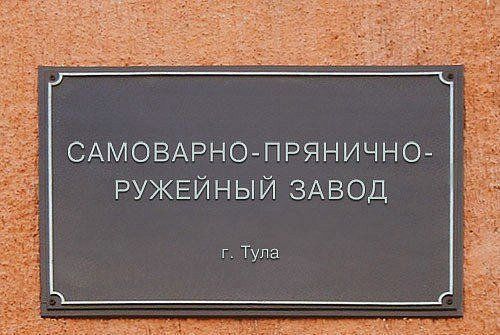 САМОВАРНО-ПРЯНИЧНО-
РУЖЕЙНЫЙ ЗАВОД
г. Тула